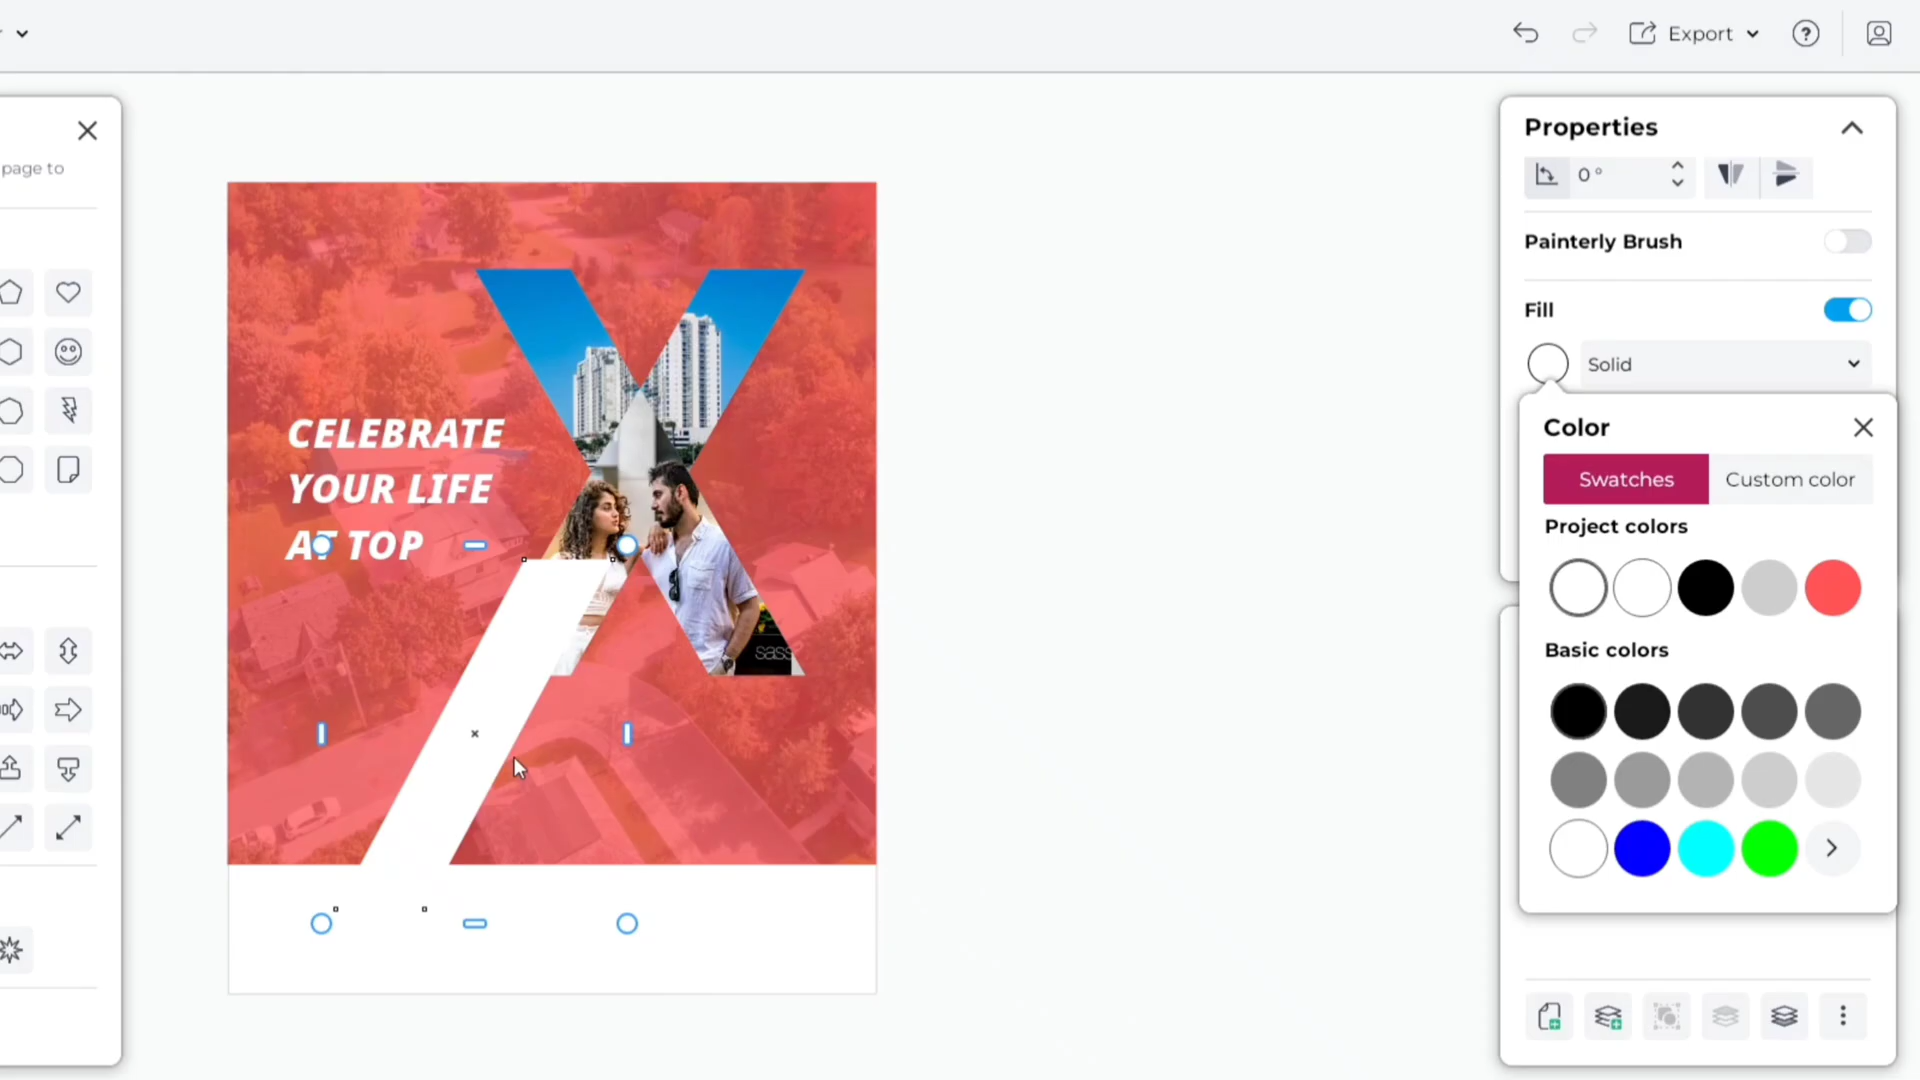 Export
page to
Properties
0°
Painterly Brush
Fill
Solid
Color
Swatches
Custom color
Project colors
Basic colors
CELEBRATE
YOUR LIFE
AT TOP
sass